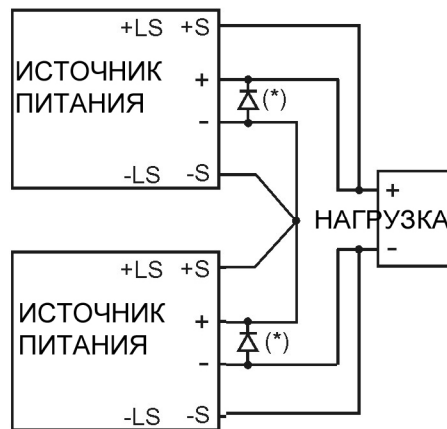 +LS +S
ИСТОЧНИК
ПИТАНИЯ
+
(*)
-
-LS -S
+
НАГРУЗКА
-
+LS +S
ИСТОЧНИК
ПИТАНИЯ
+
(*)
-
-LS -S